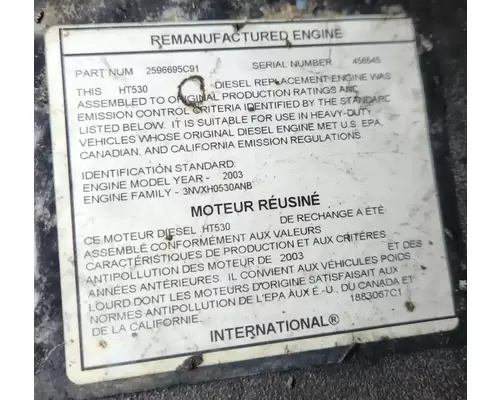 REMANUFACTURED ENGINE
PART NUM 2596695C91 SERIAL NUMBER 456545
THIS HT530 DIESEL REPLACEMENT ENGINE WAS
ASSEMBLED TO ORIGINAL PRODUCTION RATINGS AND
EMISSION CONTROL CRITERIA IDENTIFIED BY THE STANDARD
LISTED BELOW. IT IS SUITABLE FOR USE IN HEAVY-DUTY
VEHICLES WHOSE ORIGINAL DIESEL ENGINE MET U.S. EPA,
CANADIAN, AND CALIFORNIA EMISSION REGULATIONS.
IDENTIFICATION STANDARD:
ENGINE MODEL YEAR - 2003
ENGINE FAMILY - 3NVXH0530ANB
MOTEUR RÉUSINÉ
CE MOTEUR DIESEL HT530 DE RECHANGE A ÉTÉ
ASSEMBLÉ CONFORMÉMENT AUX VALEURS
CARACTÉRISTIQUES DE PRODUCTION ET AUX CRITÈRES
ANTIPOLLUTION DES MOTEUR DE 2003 ET DES
ANNÉES ANTÉRIEURES. IL CONVIENT AUX VÉHICULES POIDS
LOURD DONT LES MOTEURS D'ORIGINE SATISFAISAIT AUX
NORMES ANTIPOLLUTION DE L'EPA AUX É.-U. DU CANADA ET
DE LA CALIFORNIE. 1883067C1
INTERNATIONAL®